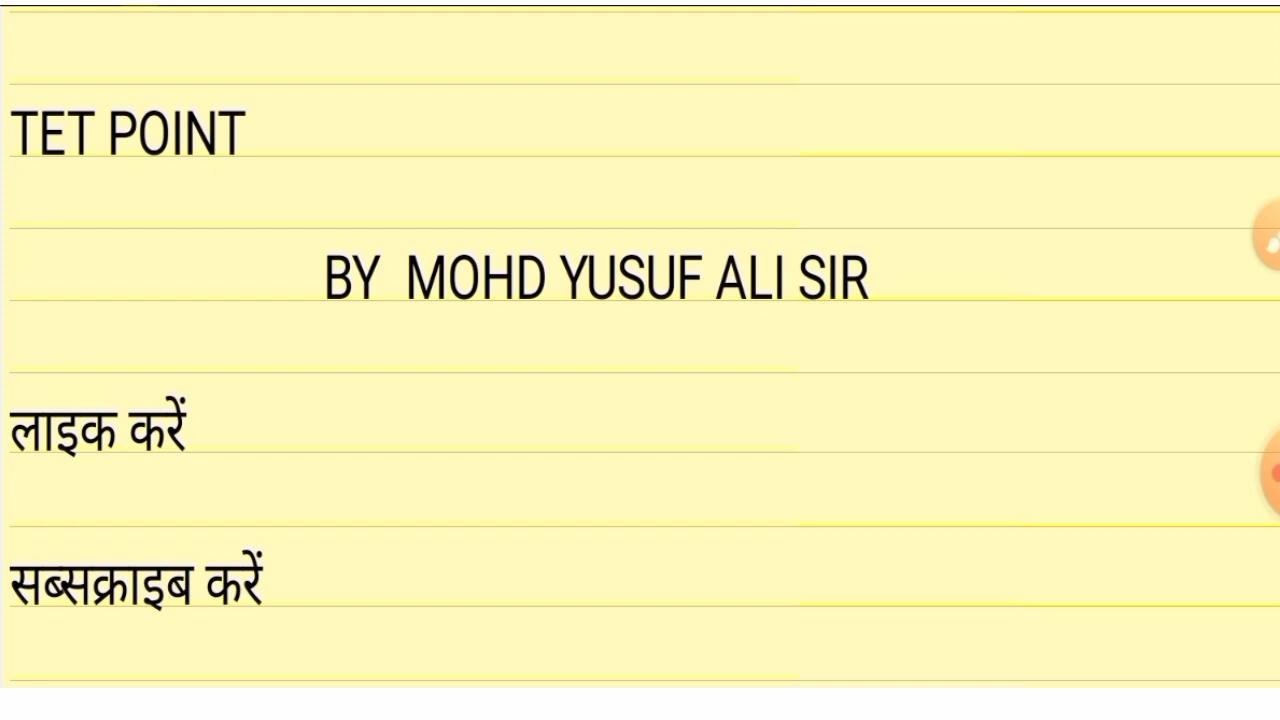 TET POINT
BY MOHD YUSUF ALI SIR
लाइक करें
सब्सक्राइब करें